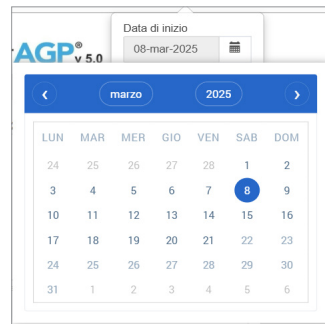 Data di inizio
AGP® v 5.0
08-mar-2025
marzo 2025
LUN MAR MER GIO VEN SAB DOM
24 25 26 27 28 1 2
3 4 5 6 7 8 9
10 11 12 13 14 15 16
17 18 19 20 21 22 23
24 25 26 27 28 29 30
31 1 2 3 4 5 6